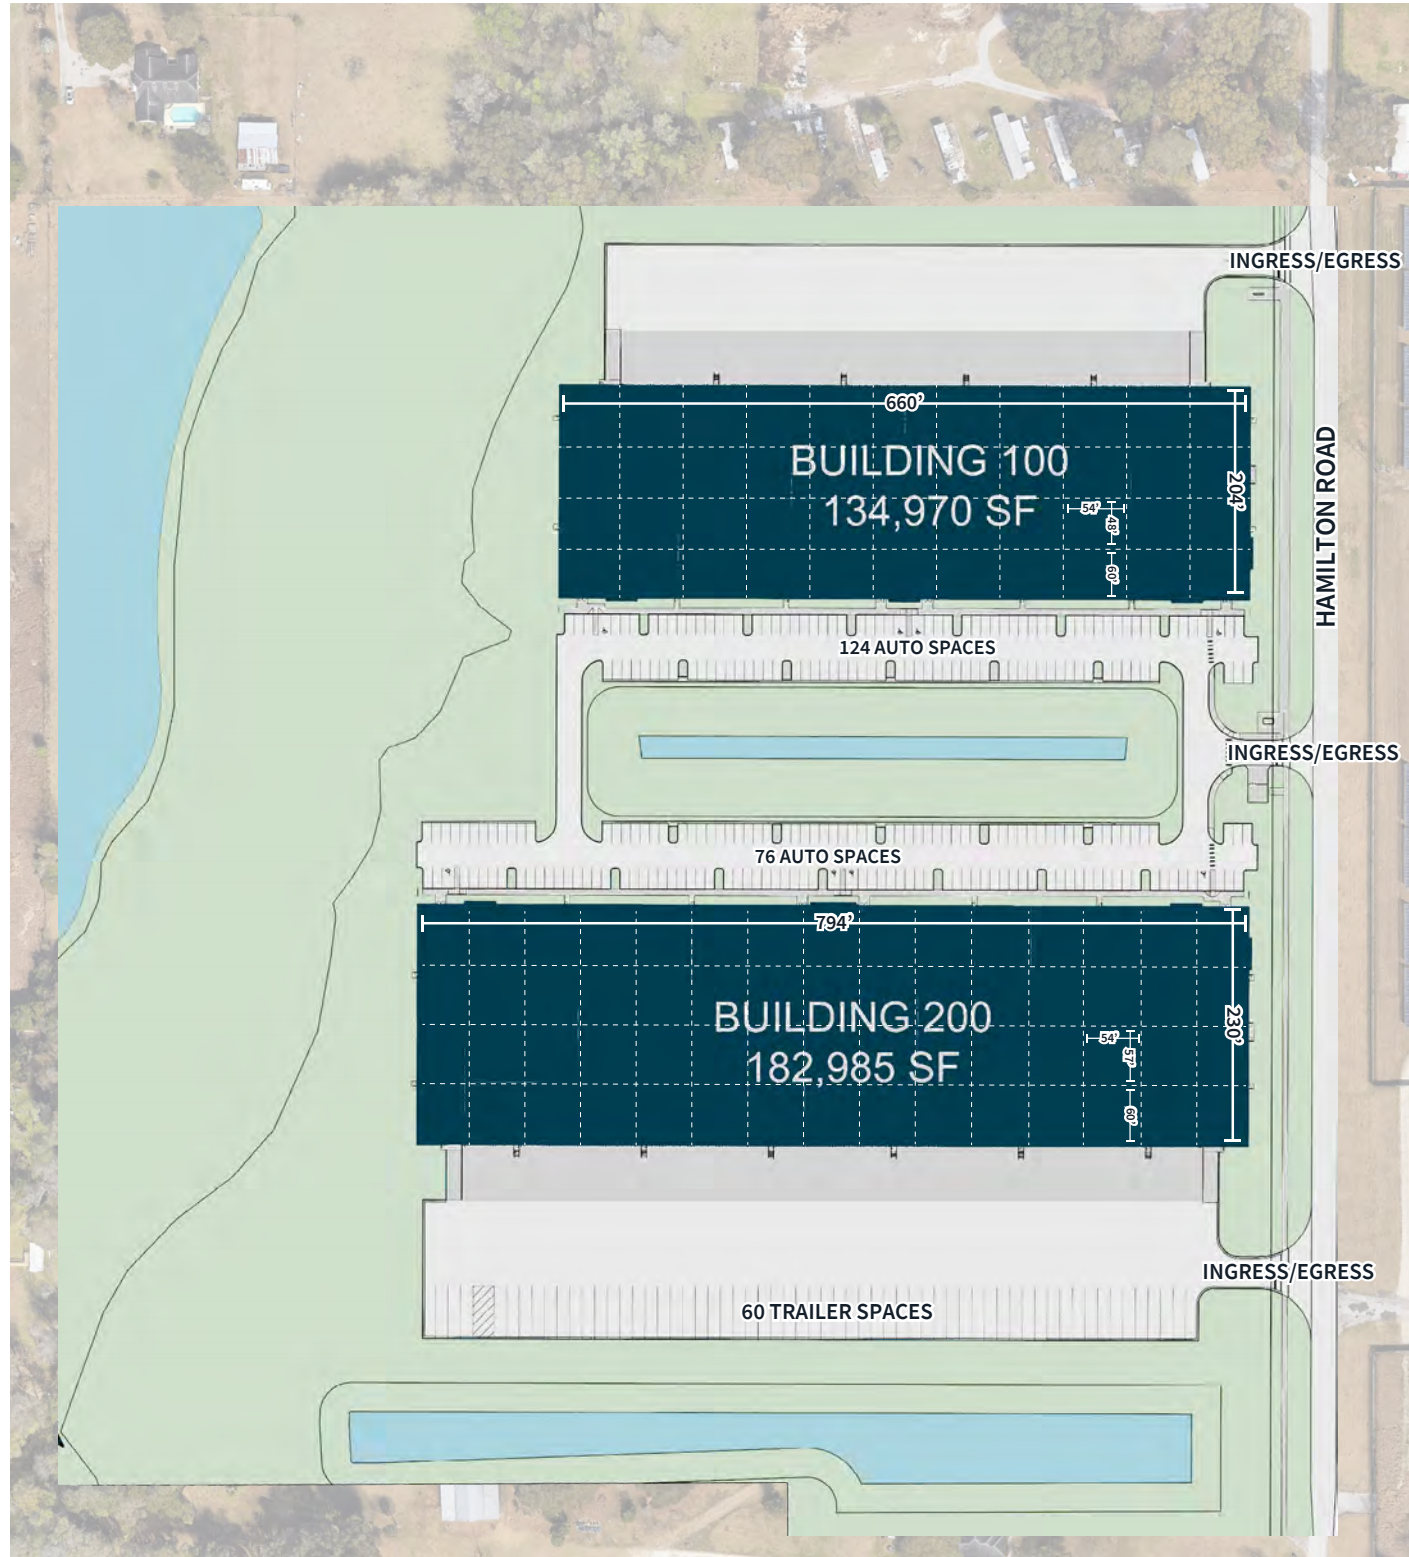 INGRESS/EGRESS
660'
BUILDING 100
134,970 SF
204'
54'
48'
60'
HAMILTON ROAD
124 AUTO SPACES
INGRESS/EGRESS
76 AUTO SPACES
794'
BUILDING 200
182,985 SF
230'
54'
57'
60'
INGRESS/EGRESS
60 TRAILER SPACES